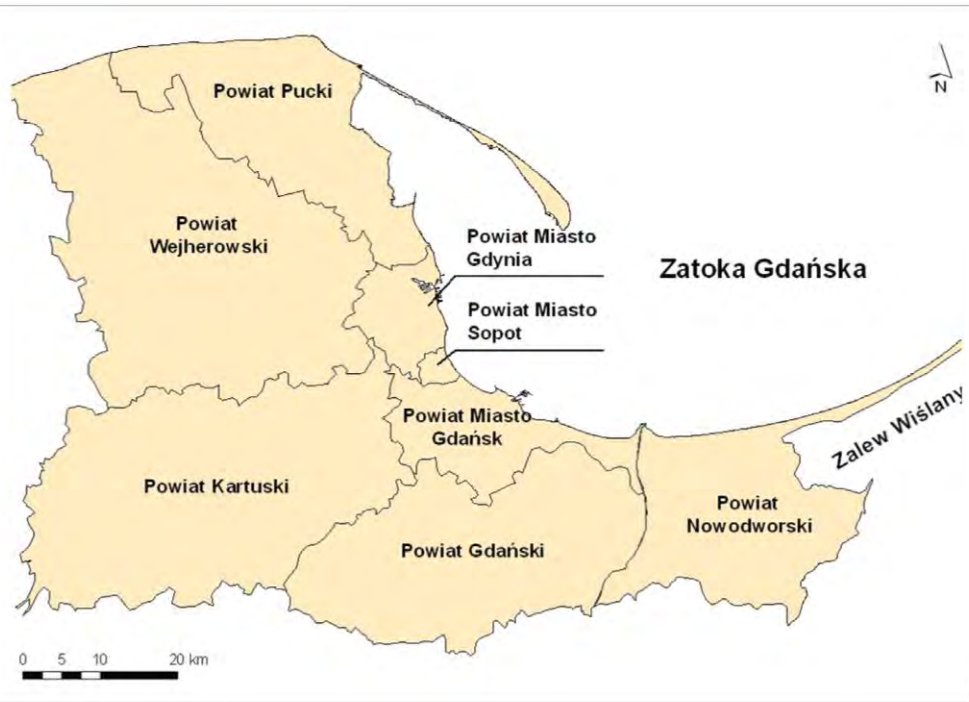 Powiat Pucki
N
Powiat
Wejherowski
Powiat Miasto
Gdynia
Zatoka Gdańska
Powiat Miasto
Sopot
Powiat Miasto
Gdańsk
Zalew Wiślany
Powiat Kartuski
Powiat
Nowodworski
Powiat Gdański
0 5 10 20 km